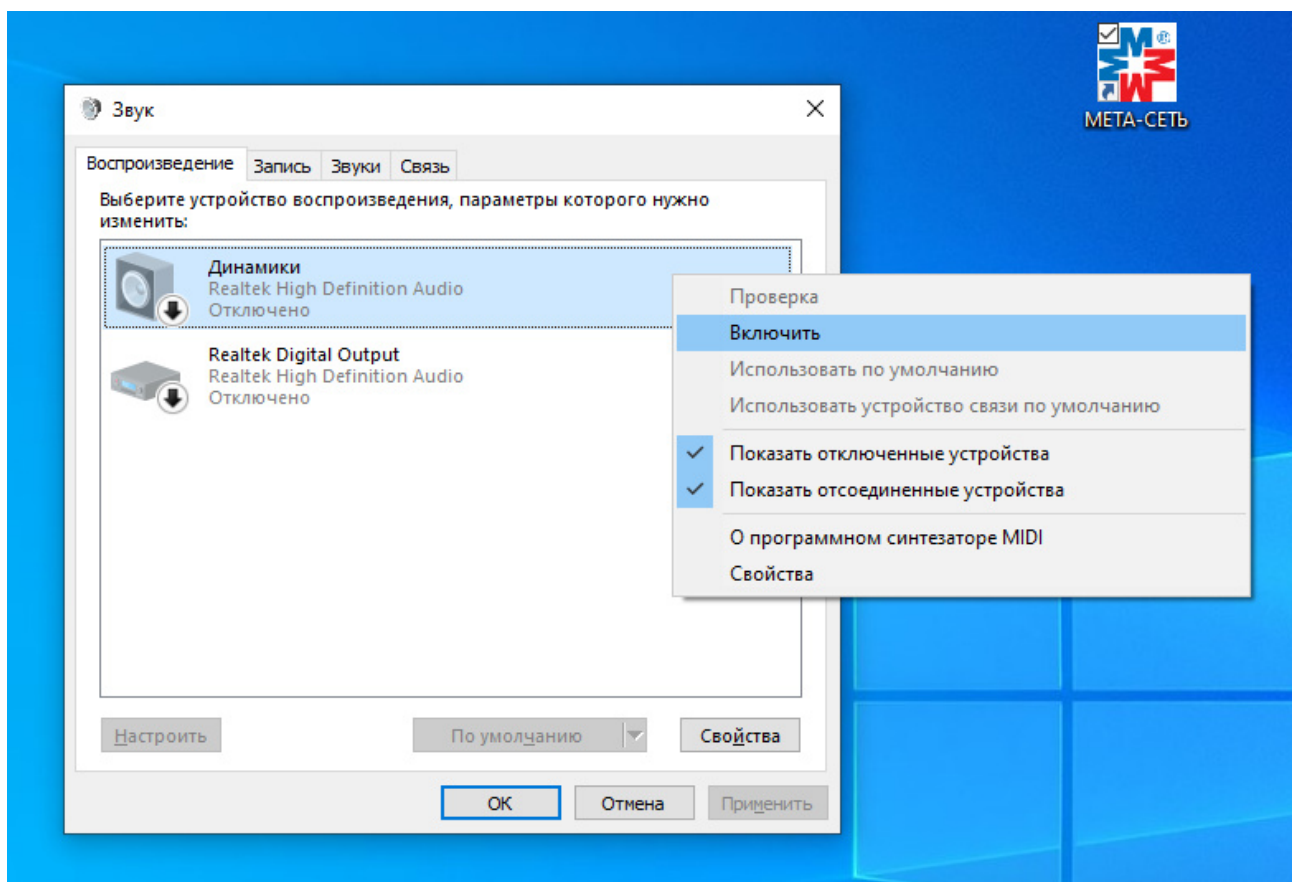 META-СЕТЬ
Звук
Воспроизведение Запись Звуки Связь
Выберите устройство воспроизведения, параметры которого нужно
изменить:
Динамики
Realtek High Definition Audio
Отключено
Realtek Digital Output
Realtek High Definition Audio
Отключено
Проверка
Включить
Использовать по умолчанию
Использовать устройство связи по умолчанию
Показать отключенные устройства
Показать отсоединенные устройства
О программном синтезаторе MIDI
Свойства
Настроить По умолчанию Свойства
ОК Отмена Применить